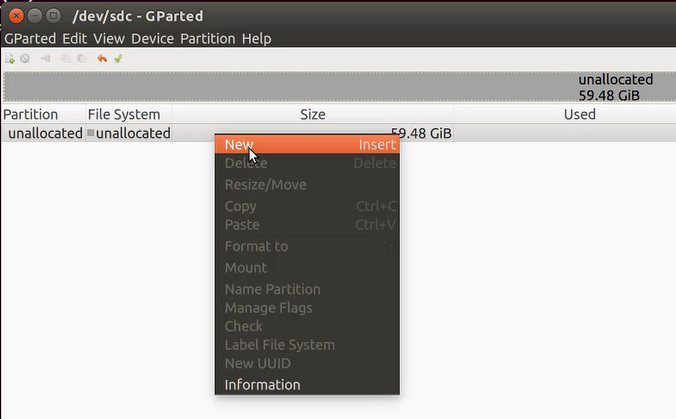 /dev/sdc - GParted
GParted Edit View Device Partition Help
unallocated
59.48 GiB
Partition File System Size Used
unallocated unallocated 59.48 GiB
New Insert
Delete Delete
Resize/Move
Copy Ctrl+C
Paste Ctrl+V
Format to
Mount
Name Partition
Manage Flags
Check
Label File System
New UUID
Information